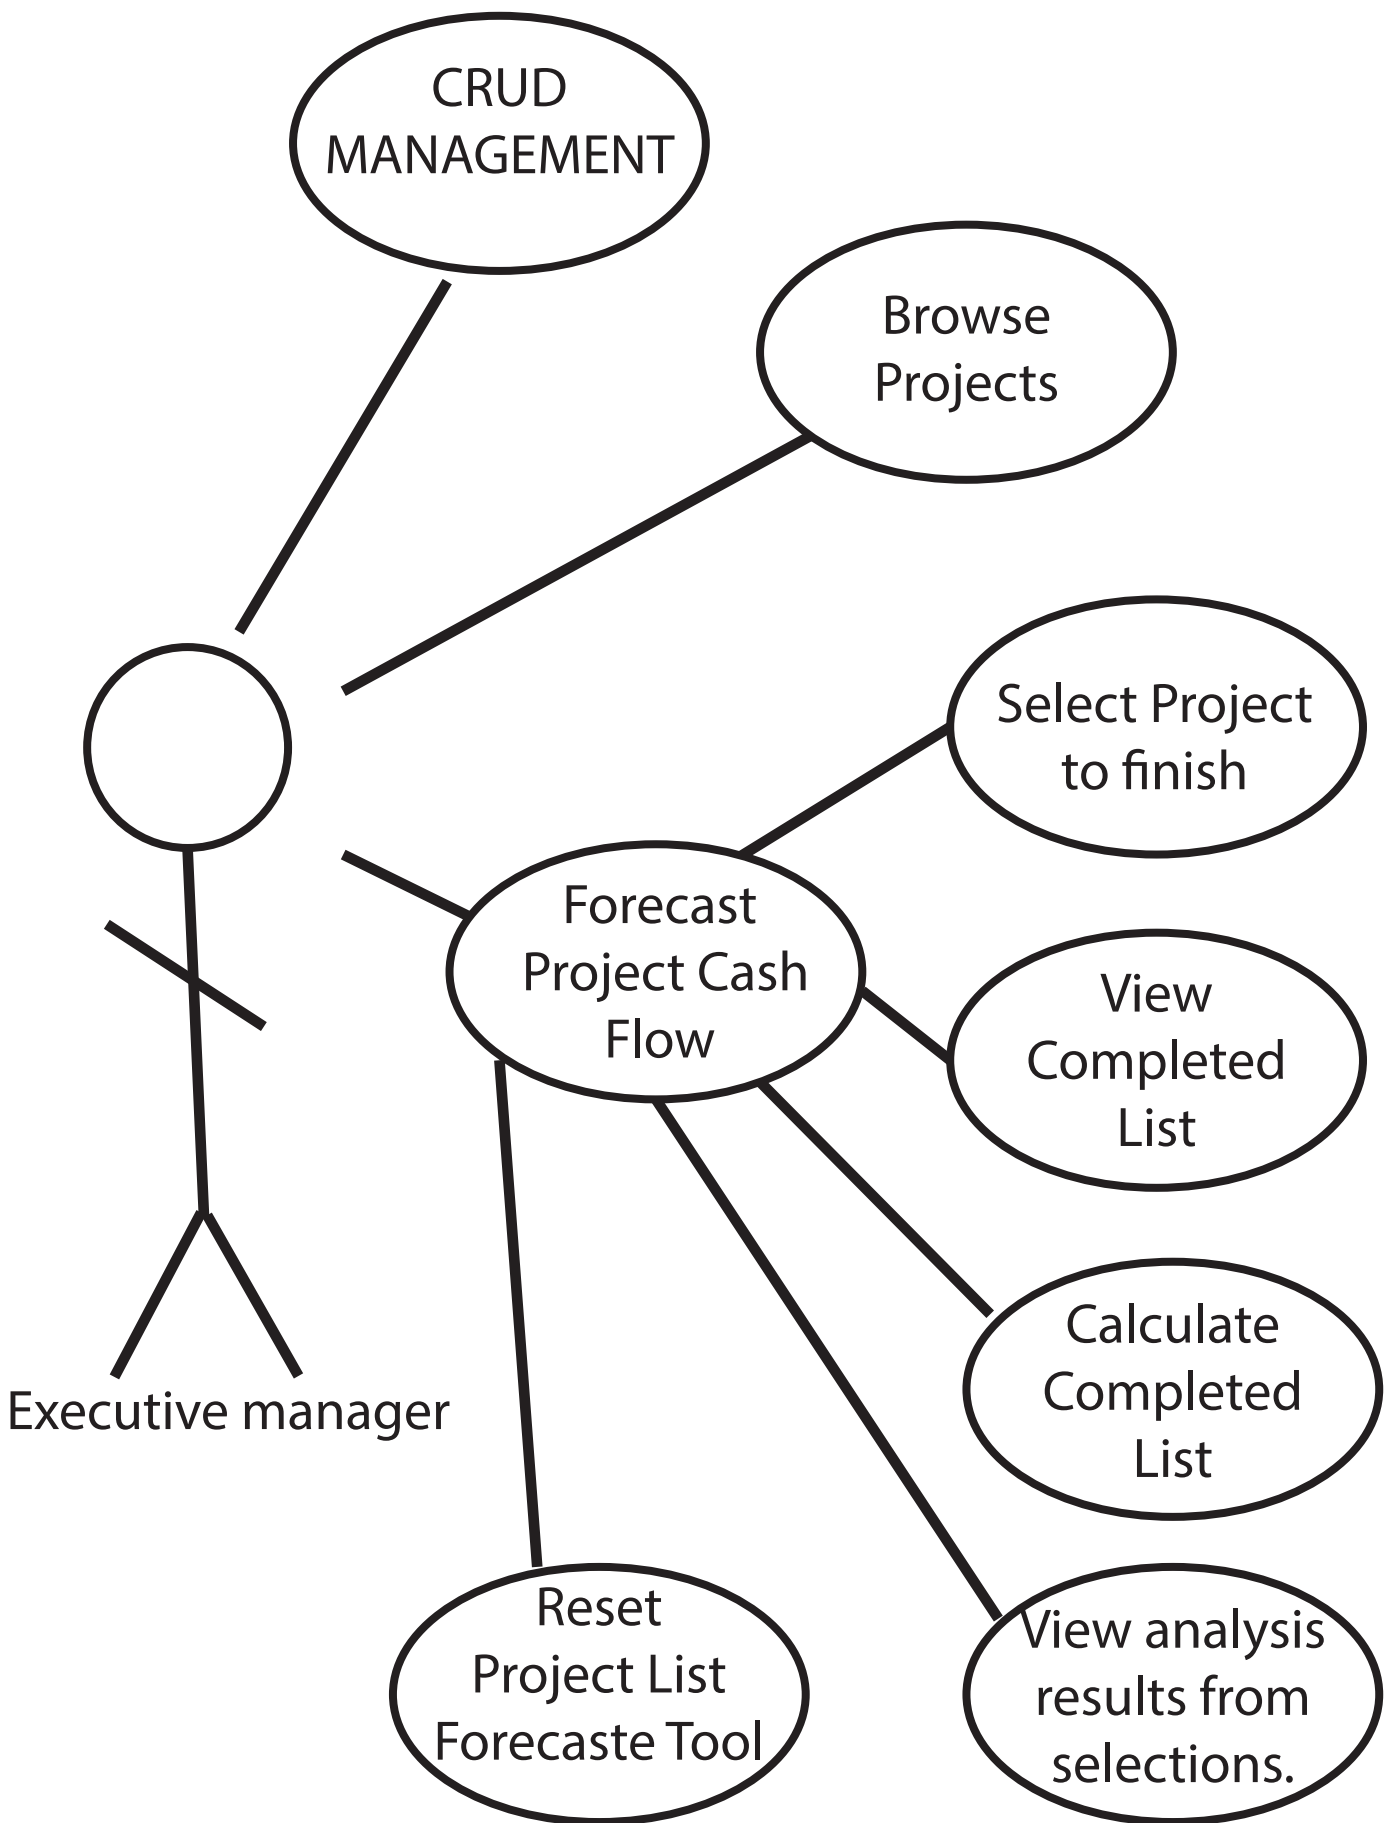 CRUD
MANAGEMENT
Browse
Projects
Select Project
to finish
Forecast
Project Cash
Flow
View
Completed
List
Calculate
Completed
List
Executive manager
Reset
Project List
Forecaste Tool
View analysis
results from
selections.